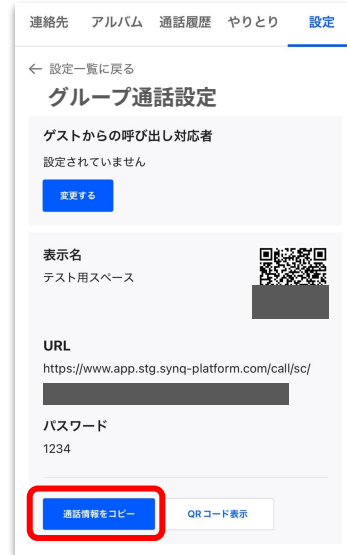 連絡先 アルバム 通話履歴 やりとり 設定
← 設定一覧に戻る
グループ通話設定
ゲストからの呼び出し対応者
設定されていません
変更する
表示名
テスト用スペース
URL
https://www.app.stg.synq-platform.com/call/sc/
パスワード
1234
通話情報をコピー QRコード表示